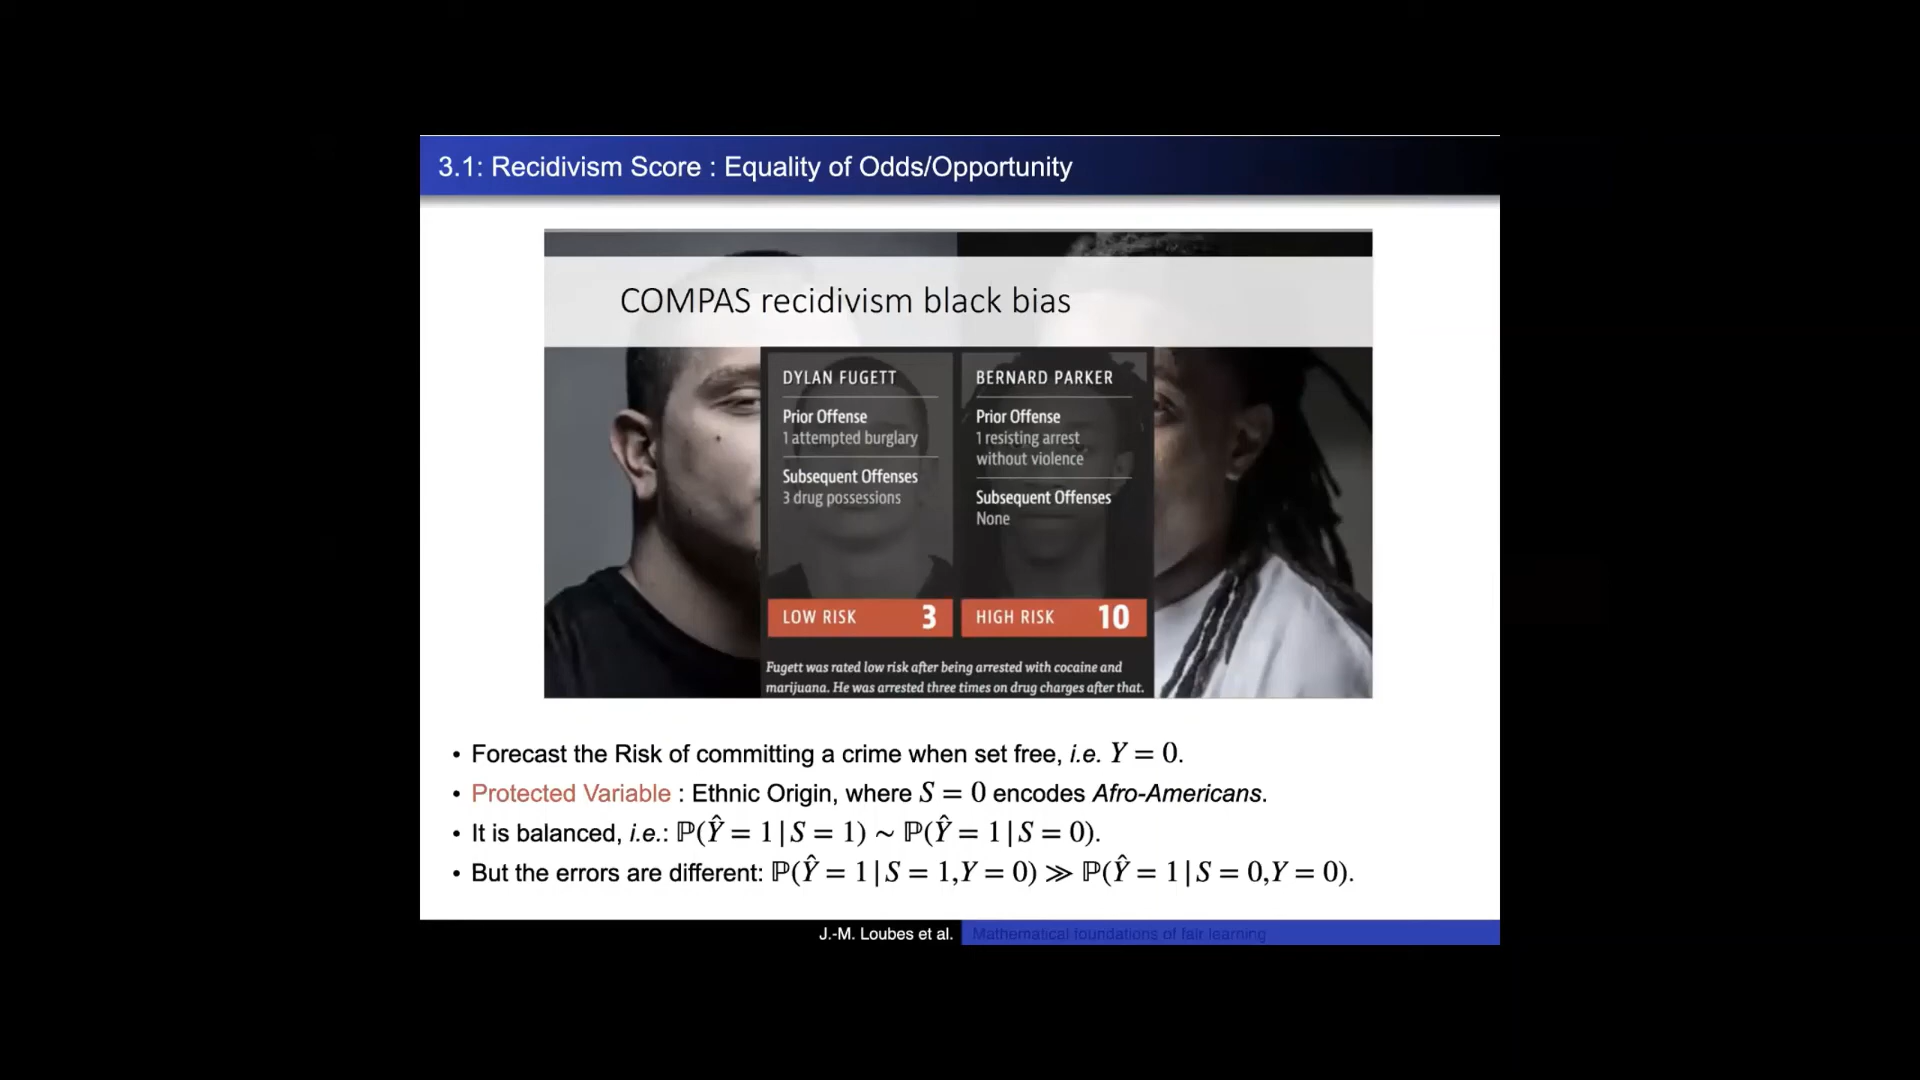 3.1: Recidivism Score : Equality of Odds/Opportunity
COMPAS recidivism black bias
DYLAN FUGETT
Prior Offense
1 attempted burglary
Subsequent Offenses
3 drug possessions
LOW RISK 3
BERNARD PARKER
Prior Offense
1 resisting arrest
without violence
Subsequent Offenses
None
HIGH RISK 10
Fugett was rated low risk after being arrested with cocaine and
marijuana. He was arrested three times on drug charges after that.
• Forecast the Risk of committing a crime when set free, i.e. Y = 0.
• Protected Variable : Ethnic Origin, where S = 0 encodes Afro-Americans.
• It is balanced, i.e.: ℙ(Ŷ = 1 | S = 1) ∼ ℙ(Ŷ = 1 | S = 0).
• But the errors are different: ℙ(Ŷ = 1 | S = 1,Y = 0) ≫ ℙ(Ŷ = 1 | S = 0,Y = 0).
J.-M. Loubes et al. Mathematical foundations of fair learning